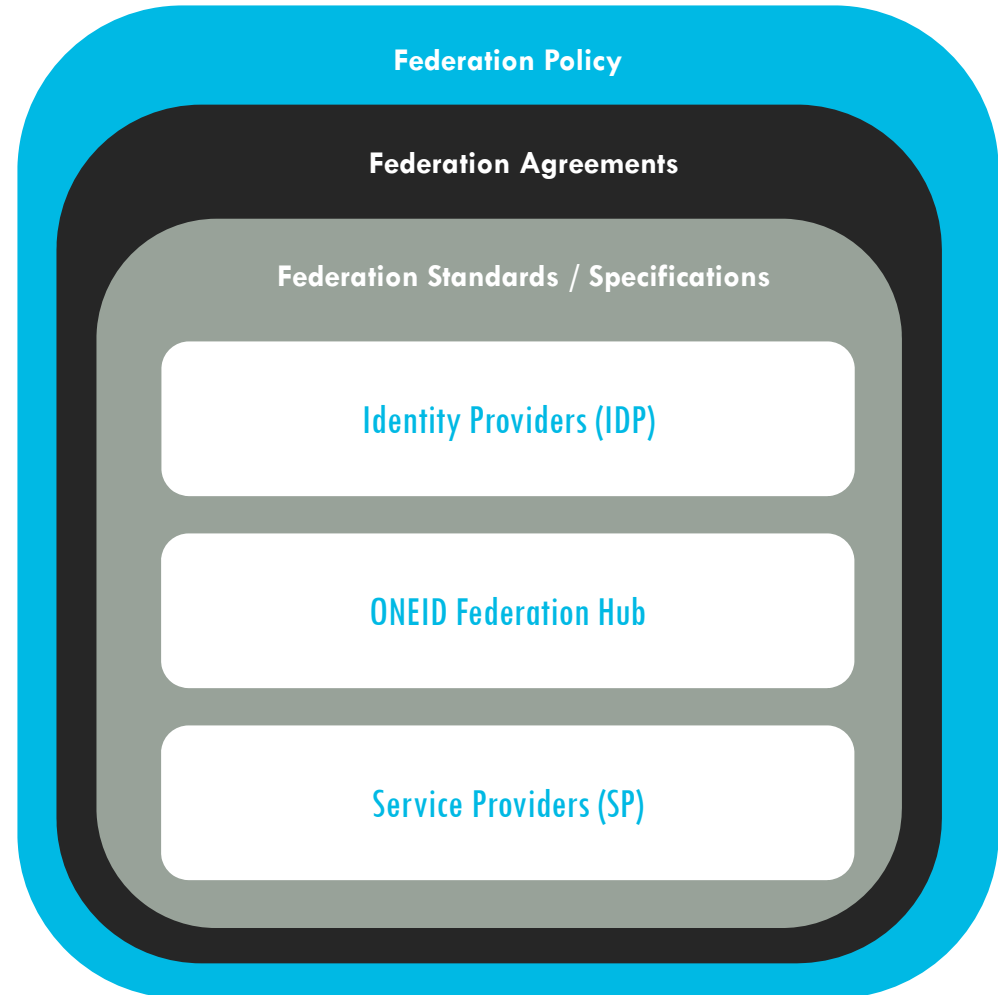 Federation Policy
Federation Agreements
Federation Standards / Specifications
Identity Providers (IDP)
ONEID Federation Hub
Service Providers (SP)